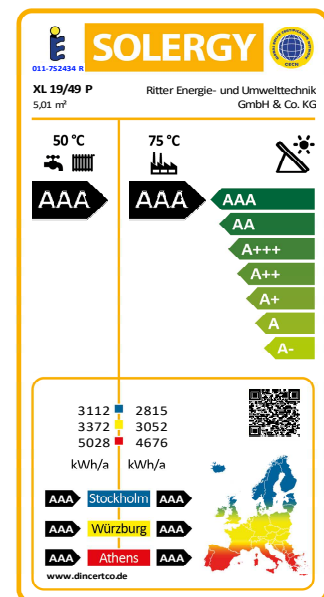 SOLERGY
011-7S2434 R
XL 19/49 P
Ritter Energie- und Umwelttechnik
5,01 m²
GmbH & Co. KG
50 °C
75 °C
AAA
AAA
AAA
AA
A+++
A++
A+
A
A-
3112 2815
3372 3052
5028 4676
kWh/a kWh/a
AAA Stockholm AAA
AAA Würzburg AAA
AAA Athens AAA
www.dincertco.de